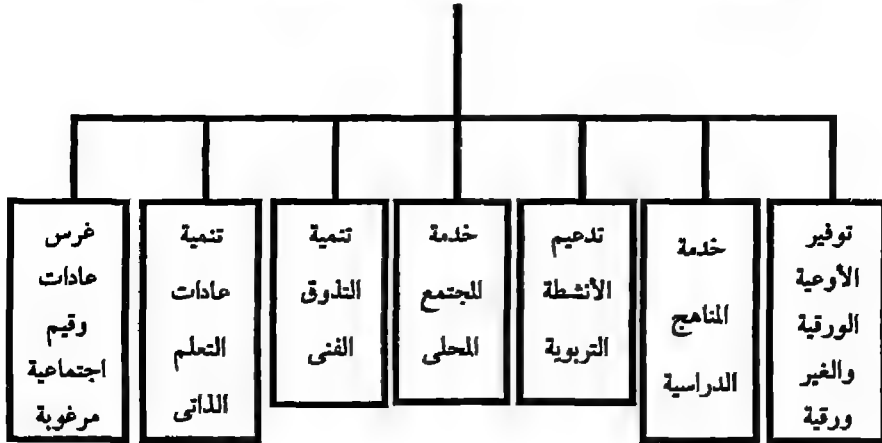 توفير
الأوعية
الورقية
والغير
ورقية
خدمة
المناهج
الدراسية
تدعيم
الأنشطة
التربوية
خدمة
المجتمع
المحلى
تنمية
التذوق
الفنى
تنمية
عادات
التعلم
الذاتى
غرس
عادات
وقيم
اجتماعية
مرغوبة